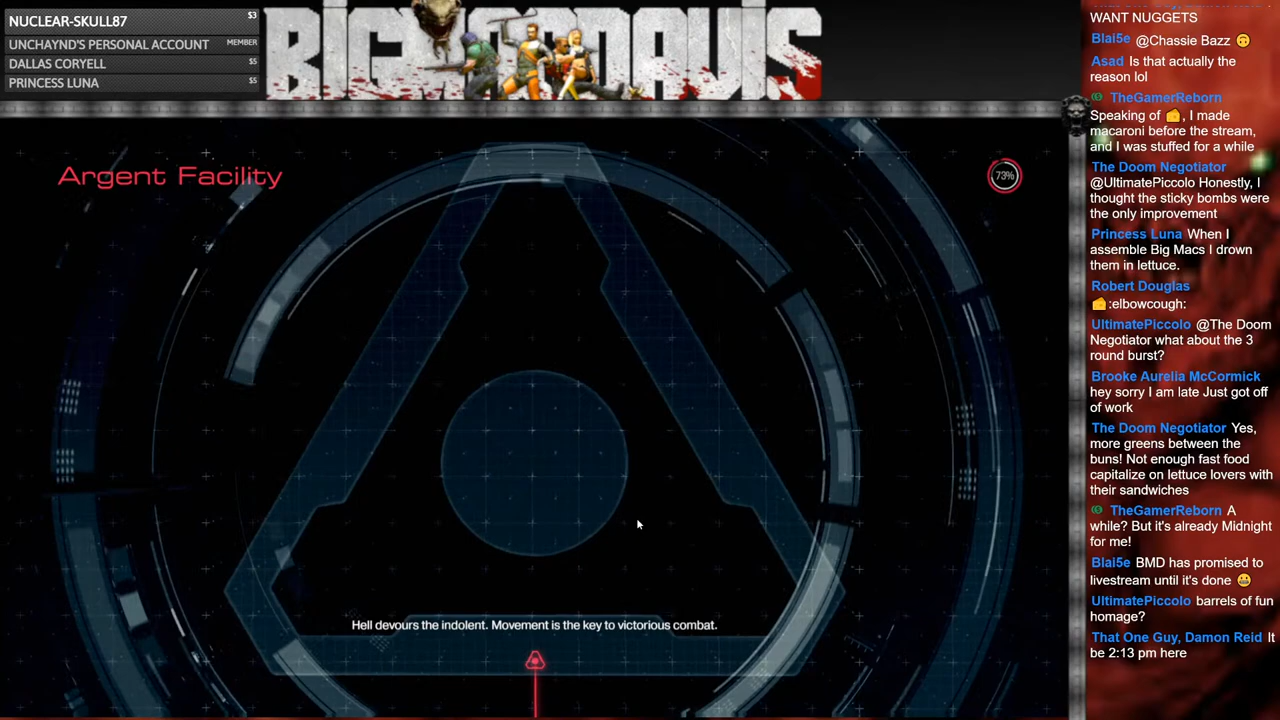 NUCLEAR-SKULL87 $3
UNCHAYND'S PERSONAL ACCOUNT MEMBER
DALLAS CORYELL $5
PRINCESS LUNA $5
BIGMACDAVIS
Argent Facility
73%
Hell devours the indolent. Movement is the key to victorious combat.
WANT NUGGETS
Blai5e @Chassie Bazz 🙃
Asad Is that actually the
reason lol
TheGamerReborn
Speaking of 🧀, I made
macaroni before the stream,
and I was stuffed for a while
The Doom Negotiator
@UltimatePiccolo Honestly, I
thought the sticky bombs were
the only improvement
Princess Luna When I
assemble Big Macs I drown
them in lettuce.
Robert Douglas
🧀:elbowcough:
UltimatePiccolo @The Doom
Negotiator what about the 3
round burst?
Brooke Aurelia McCormick
hey sorry I am late Just got off
of work
The Doom Negotiator Yes,
more greens between the
buns! Not enough fast food
capitalize on lettuce lovers with
their sandwiches
TheGamerReborn A
while? But it's already Midnight
for me!
Blai5e BMD has promised to
livestream until it's done 😬
UltimatePiccolo barrels of fun
homage?
That One Guy, Damon Reid It
be 2:13 pm here